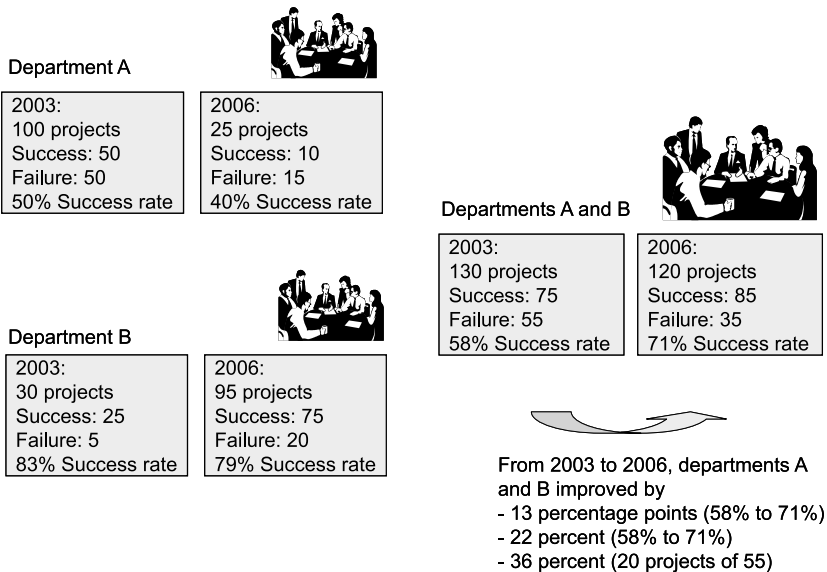 Department A
2003:
100 projects
Success: 50
Failure: 50
50% Success rate
2006:
25 projects
Success: 10
Failure: 15
40% Success rate
Department B
2003:
30 projects
Success: 25
Failure: 5
83% Success rate
2006:
95 projects
Success: 75
Failure: 20
79% Success rate
Departments A and B
2003:
130 projects
Success: 75
Failure: 55
58% Success rate
2006:
120 projects
Success: 85
Failure: 35
71% Success rate
From 2003 to 2006, departments A
and B improved by
- 13 percentage points (58% to 71%)
- 22 percent (58% to 71%)
- 36 percent (20 projects of 55)